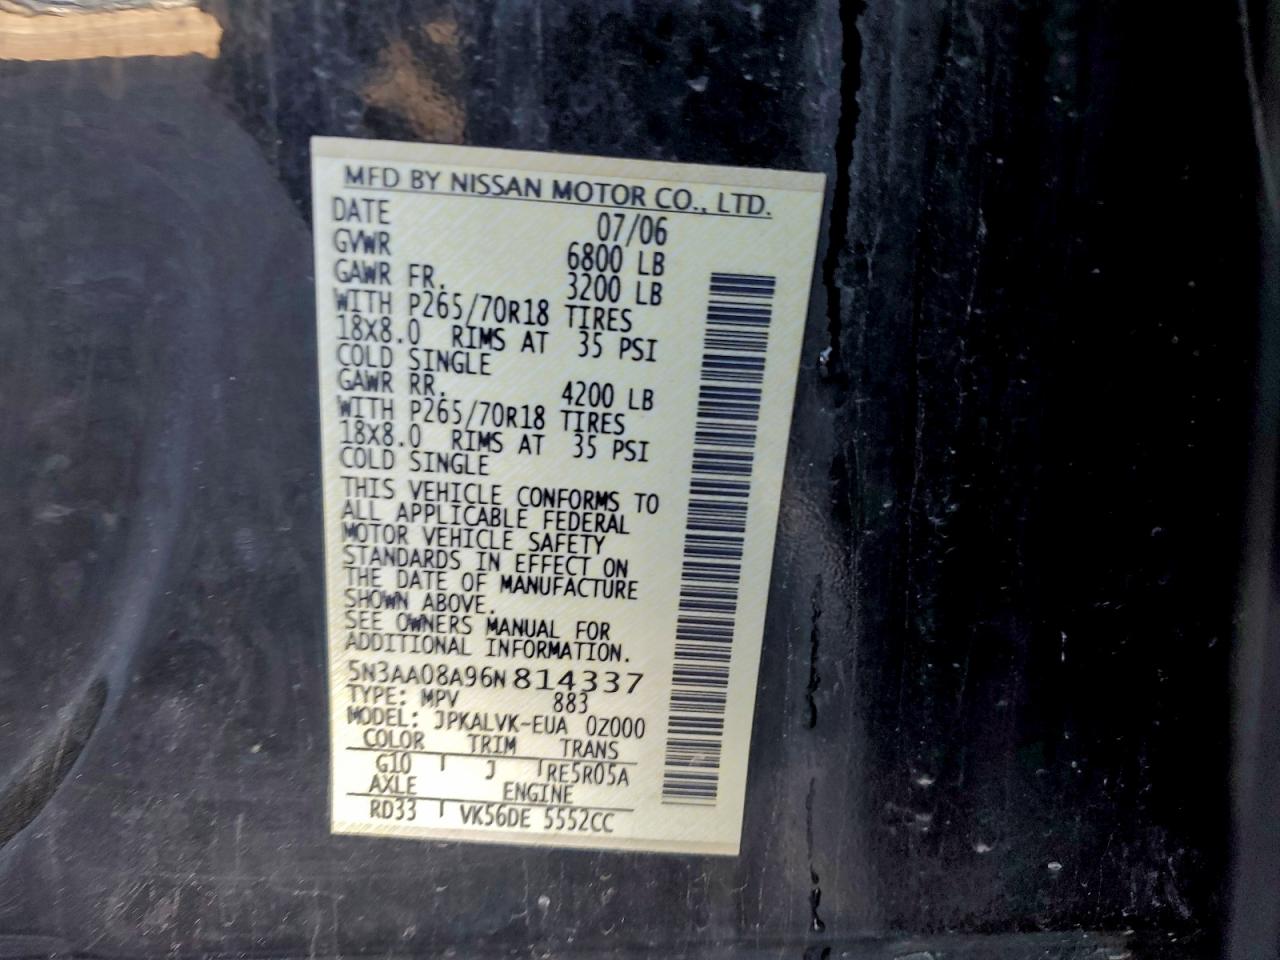 MFD BY NISSAN MOTOR CO., LTD.
DATE 07/06
GVWR 6800 LB
GAWR FR. 3200 LB
WITH P265/70R18 TIRES
18X8.0 RIMS AT 35 PSI
COLD SINGLE
GAWR RR. 4200 LB
WITH P265/70R18 TIRES
18X8.0 RIMS AT 35 PSI
COLD SINGLE
THIS VEHICLE CONFORMS TO
ALL APPLICABLE FEDERAL
MOTOR VEHICLE SAFETY
STANDARDS IN EFFECT ON
THE DATE OF MANUFACTURE
SHOWN ABOVE.
SEE OWNERS MANUAL FOR
ADDITIONAL INFORMATION.
5N3AA08A96N814337
TYPE: MPV 883
MODEL: JPKALVK-EUA 0Z000
COLOR TRIM TRANS
G10 J RE5R05A
AXLE ENGINE
RD33 VK56DE 5552CC